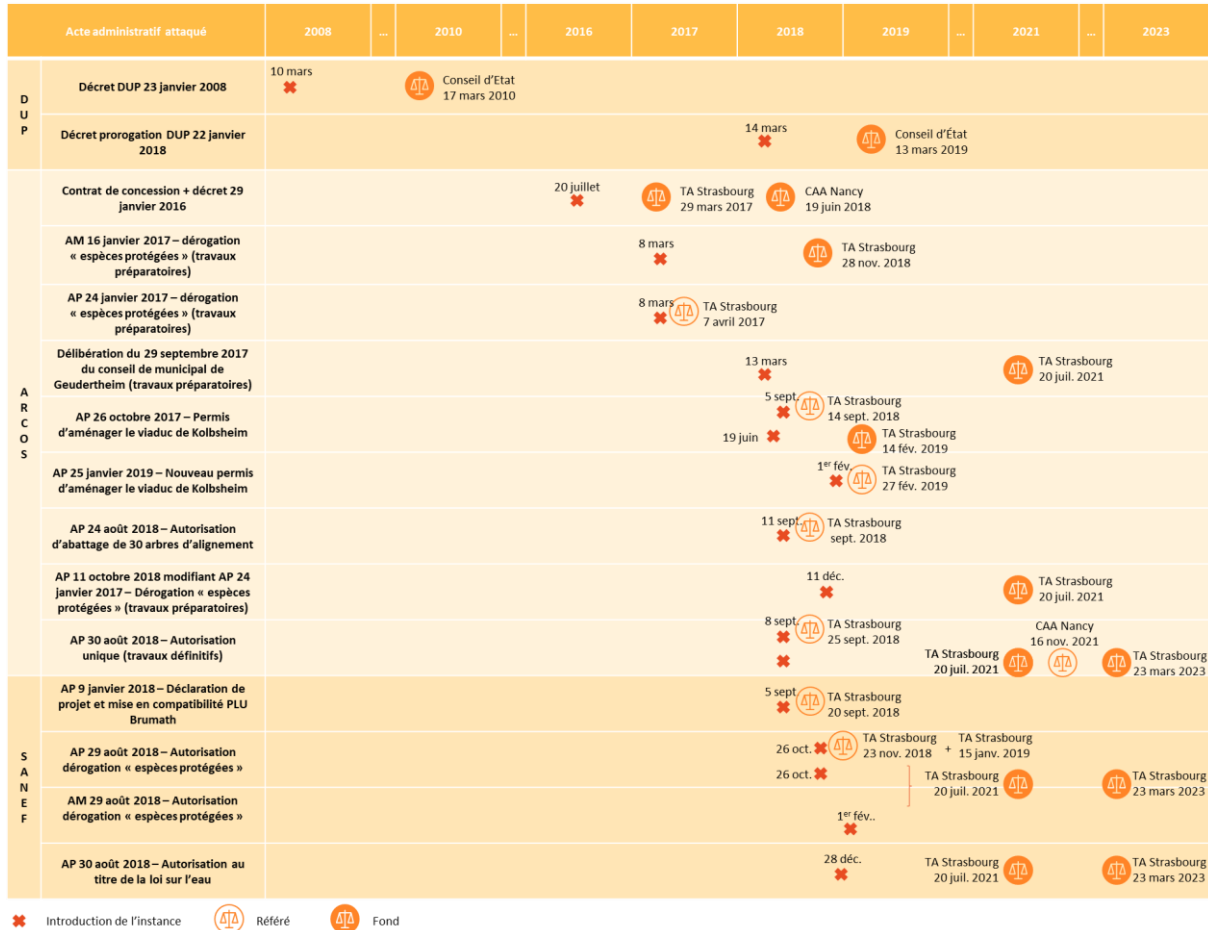 Acte administratif attaqué 2008 ... 2010 ... 2016 2017 2018 2019 ... 2021 ... 2023
DUP
10 mars
Décret DUP 23 janvier 2008
Conseil d'Etat
17 mars 2010
Décret prorogation DUP 22 janvier
2018
14 mars
Conseil d'État
13 mars 2019
ARCOS
Contrat de concession + décret 29
janvier 2016
20 juillet
TA Strasbourg
29 mars 2017
CAA Nancy
19 juin 2018
AM 16 janvier 2017 – dérogation
« espèces protégées » (travaux
préparatoires)
8 mars
TA Strasbourg
28 nov. 2018
AP 24 janvier 2017 – dérogation
« espèces protégées » (travaux
préparatoires)
8 mars
TA Strasbourg
7 avril 2017
Délibération du 29 septembre 2017
du conseil de municipal de
Geudertheim (travaux préparatoires)
13 mars
TA Strasbourg
20 juil. 2021
AP 26 octobre 2017 – Permis
d'aménager le viaduc de Kolbsheim
5 sept.
TA Strasbourg
14 sept. 2018
19 juin
TA Strasbourg
14 fév. 2019
AP 25 janvier 2019 – Nouveau permis
d'aménager le viaduc de Kolbsheim
1er fév.
TA Strasbourg
27 fév. 2019
AP 24 août 2018 – Autorisation
d'abattage de 30 arbres d'alignement
11 sept.
TA Strasbourg
sept. 2018
AP 11 octobre 2018 modifiant AP 24
janvier 2017 – Dérogation « espèces
protégées » (travaux préparatoires)
11 déc.
TA Strasbourg
20 juil. 2021
AP 30 août 2018 – Autorisation
unique (travaux définitifs)
8 sept.
TA Strasbourg
25 sept. 2018
TA Strasbourg
20 juil. 2021
CAA Nancy
16 nov. 2021
TA Strasbourg
23 mars 2023
SANEF
AP 9 janvier 2018 – Déclaration de
projet et mise en compatibilité PLU
Brumath
5 sept.
TA Strasbourg
20 sept. 2018
AP 29 août 2018 – Autorisation
dérogation « espèces protégées »
26 oct.
TA Strasbourg
23 nov. 2018
+
TA Strasbourg
15 janv. 2019
26 oct.
TA Strasbourg
20 juil. 2021
TA Strasbourg
23 mars 2023
AM 29 août 2018 – Autorisation
dérogation « espèces protégées »
1er fév..
AP 30 août 2018 – Autorisation au
titre de la loi sur l'eau
28 déc.
TA Strasbourg
20 juil. 2021
TA Strasbourg
23 mars 2023
Introduction de l'instance Référé Fond